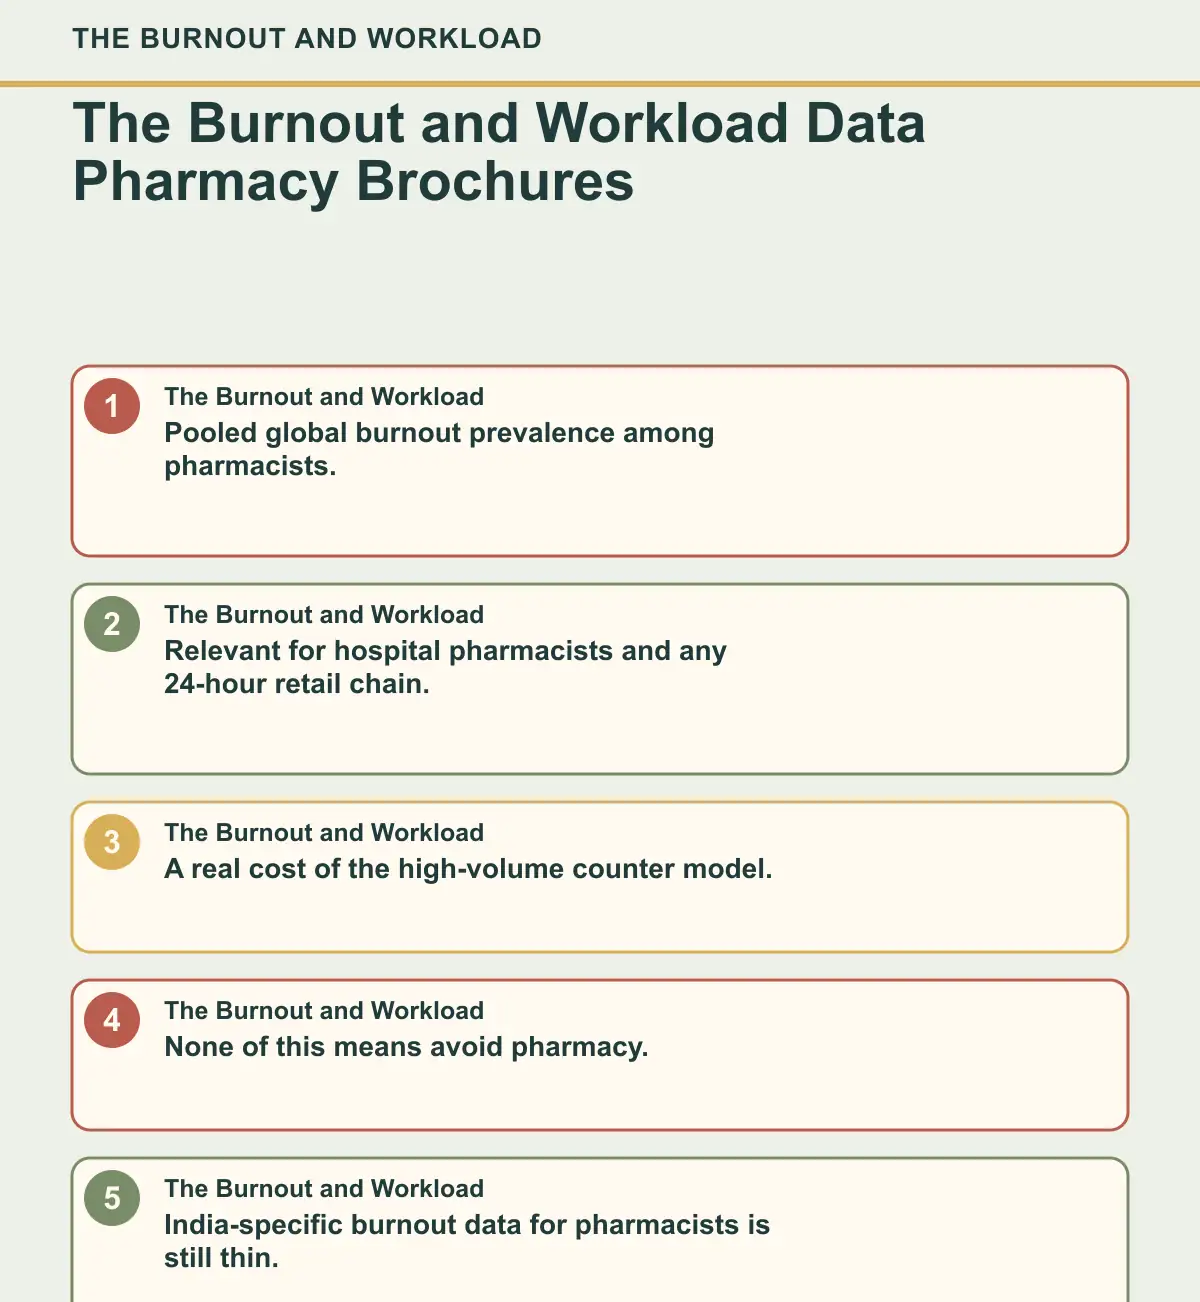 THE BURNOUT AND WORKLOAD
The Burnout and Workload Data
Pharmacy Brochures
1
The Burnout and Workload
Pooled global burnout prevalence among
pharmacists.
2
The Burnout and Workload
Relevant for hospital pharmacists and any
24-hour retail chain.
3
The Burnout and Workload
A real cost of the high-volume counter model.
4
The Burnout and Workload
None of this means avoid pharmacy.
5
The Burnout and Workload
India-specific burnout data for pharmacists is
still thin.